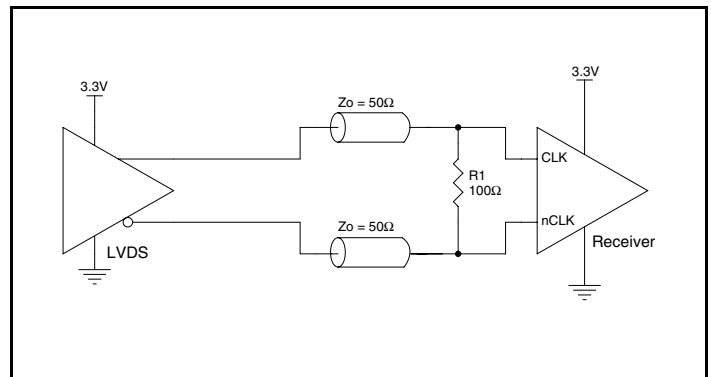 3.3V
3.3V
Zo = 50Ω
CLK
R1
100Ω
Zo = 50Ω
nCLK
LVDS
Receiver